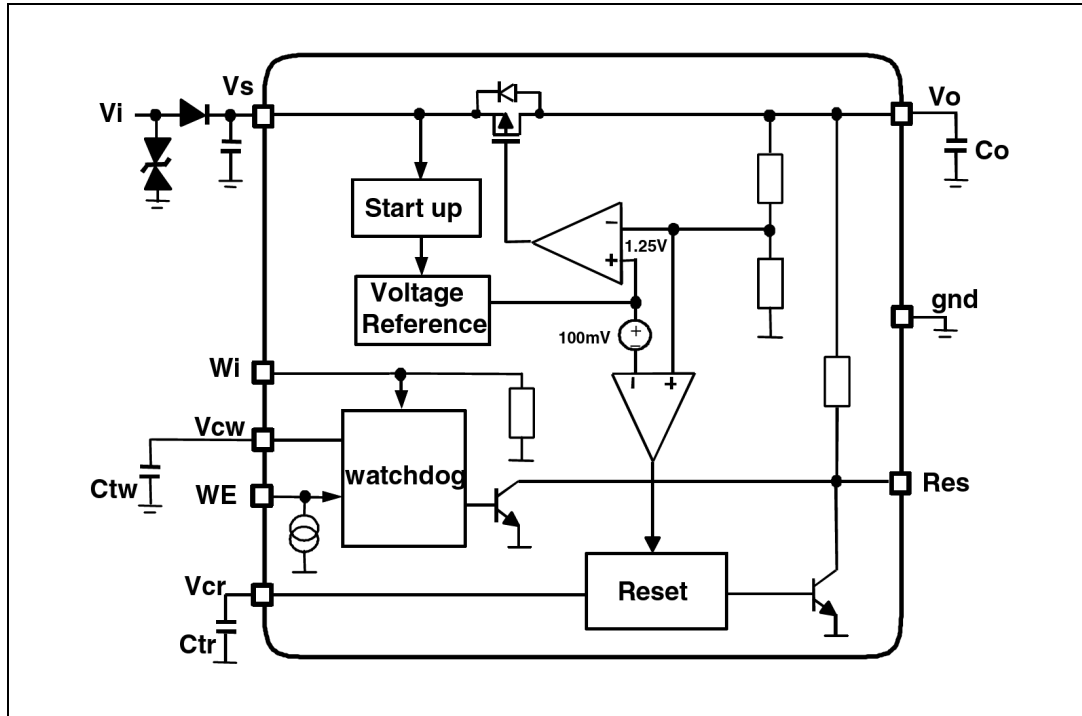 Vi
Vs
Vo
Co
Start up
−
1.25V
+
Voltage
Reference
gnd
100mV
+
−
Wi
−
+
Vcw
watchdog
Ctw
WE
Res
Vcr
Reset
Ctr